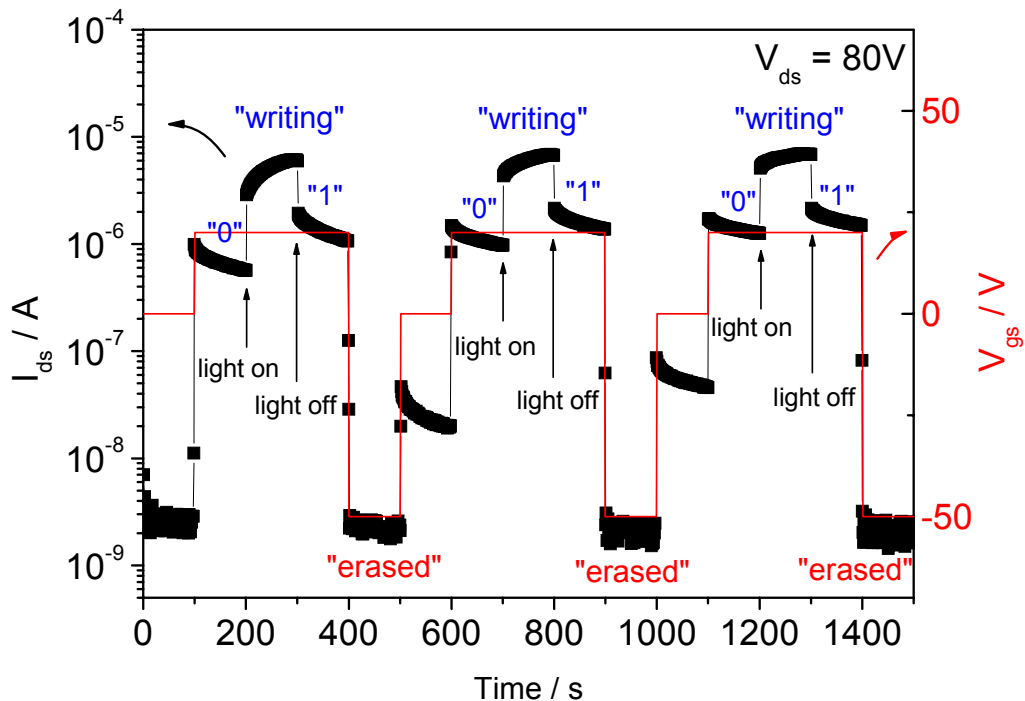 V_ds = 80V
10^-4
10^-5
10^-6
10^-7
10^-8
10^-9
I_ds / A
"writing"
"writing"
"writing"
"0"
"1"
"0"
"1"
"0"
"1"
light on
light off
light on
light off
light on
light off
"erased"
"erased"
"erased"
50
0
-50
V_gs / V
0
200
400
600
800
1000
1200
1400
Time / s